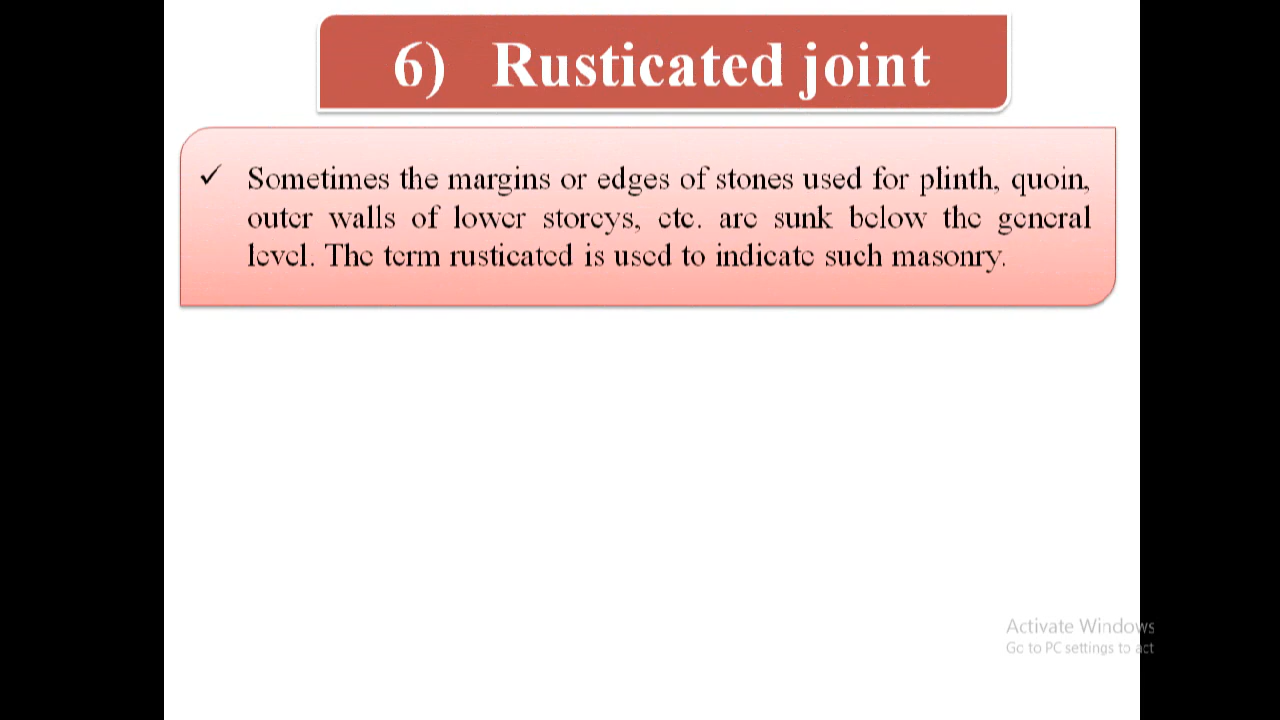 6) Rusticated joint
✓ Sometimes the margins or edges of stones used for plinth, quoin,
outer walls of lower storeys, etc. are sunk below the general
level. The term rusticated is used to indicate such masonry.
Activate Windows
Go to PC settings to act